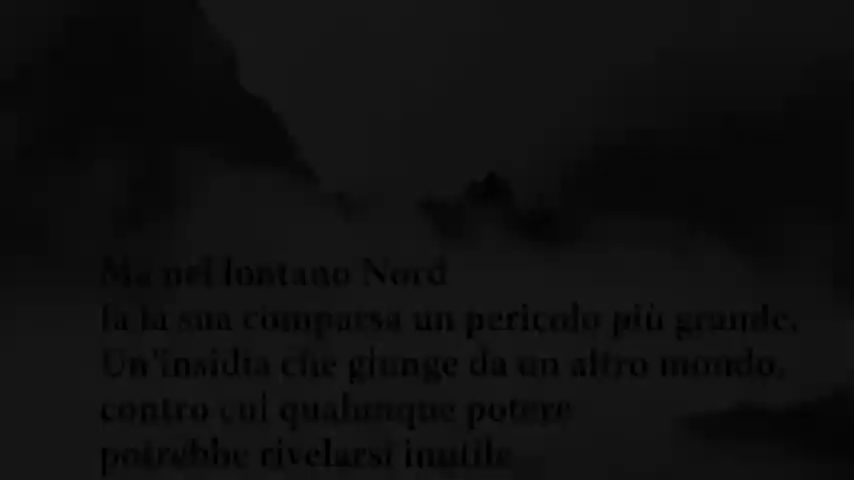 Ma nel lontano Nord
fa la sua comparsa un pericolo più grande.
Un'insidia che giunge da un altro mondo,
contro cui qualunque potere
potrebbe rivelarsi inutile